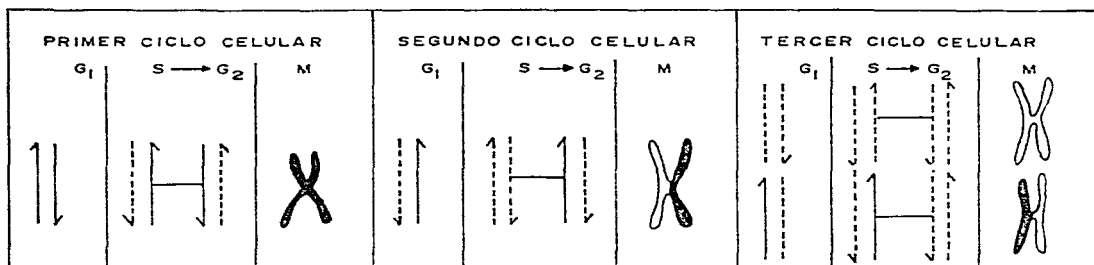 PRIMER CICLO CELULAR
G₁ S → G₂ M
SEGUNDO CICLO CELULAR
G₁ S → G₂ M
TERCER CICLO CELULAR
G₁ S → G₂ M